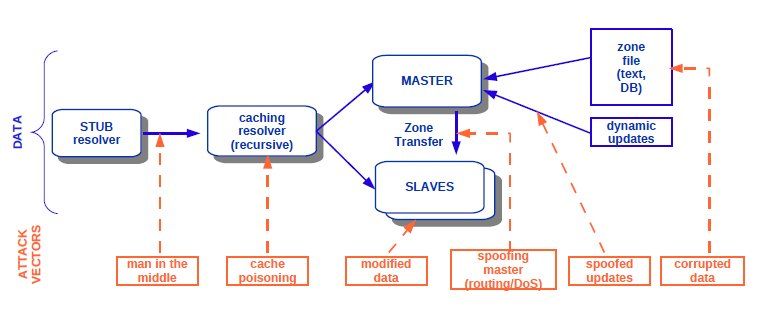 zone
file
(text,
DB)
MASTER
STUB
resolver
caching
resolver
(recursive)
Zone
Transfer
dynamic
updates
SLAVES
DATA
ATTACK
VECTORS
man in the
middle
cache
poisoning
modified
data
spoofing
master
(routing/DoS)
spoofed
updates
corrupted
data